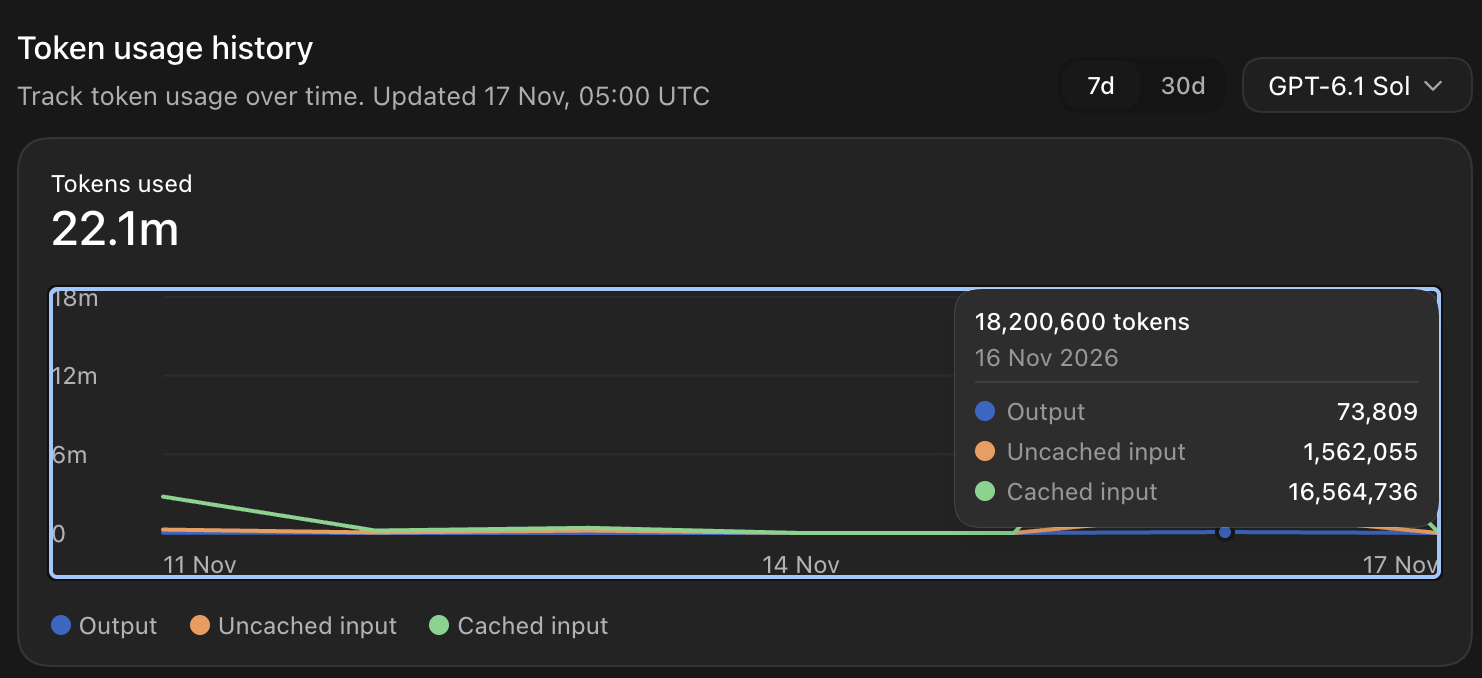 Token usage history
Track token usage over time. Updated 17 Nov, 05:00 UTC
7d
30d
GPT-6.1 Sol
Tokens used
22.1m
18m
12m
6m
0
11 Nov
14 Nov
17 Nov
18,200,600 tokens
16 Nov 2026
Output 73,809
Uncached input 1,562,055
Cached input 16,564,736
Output
Uncached input
Cached input